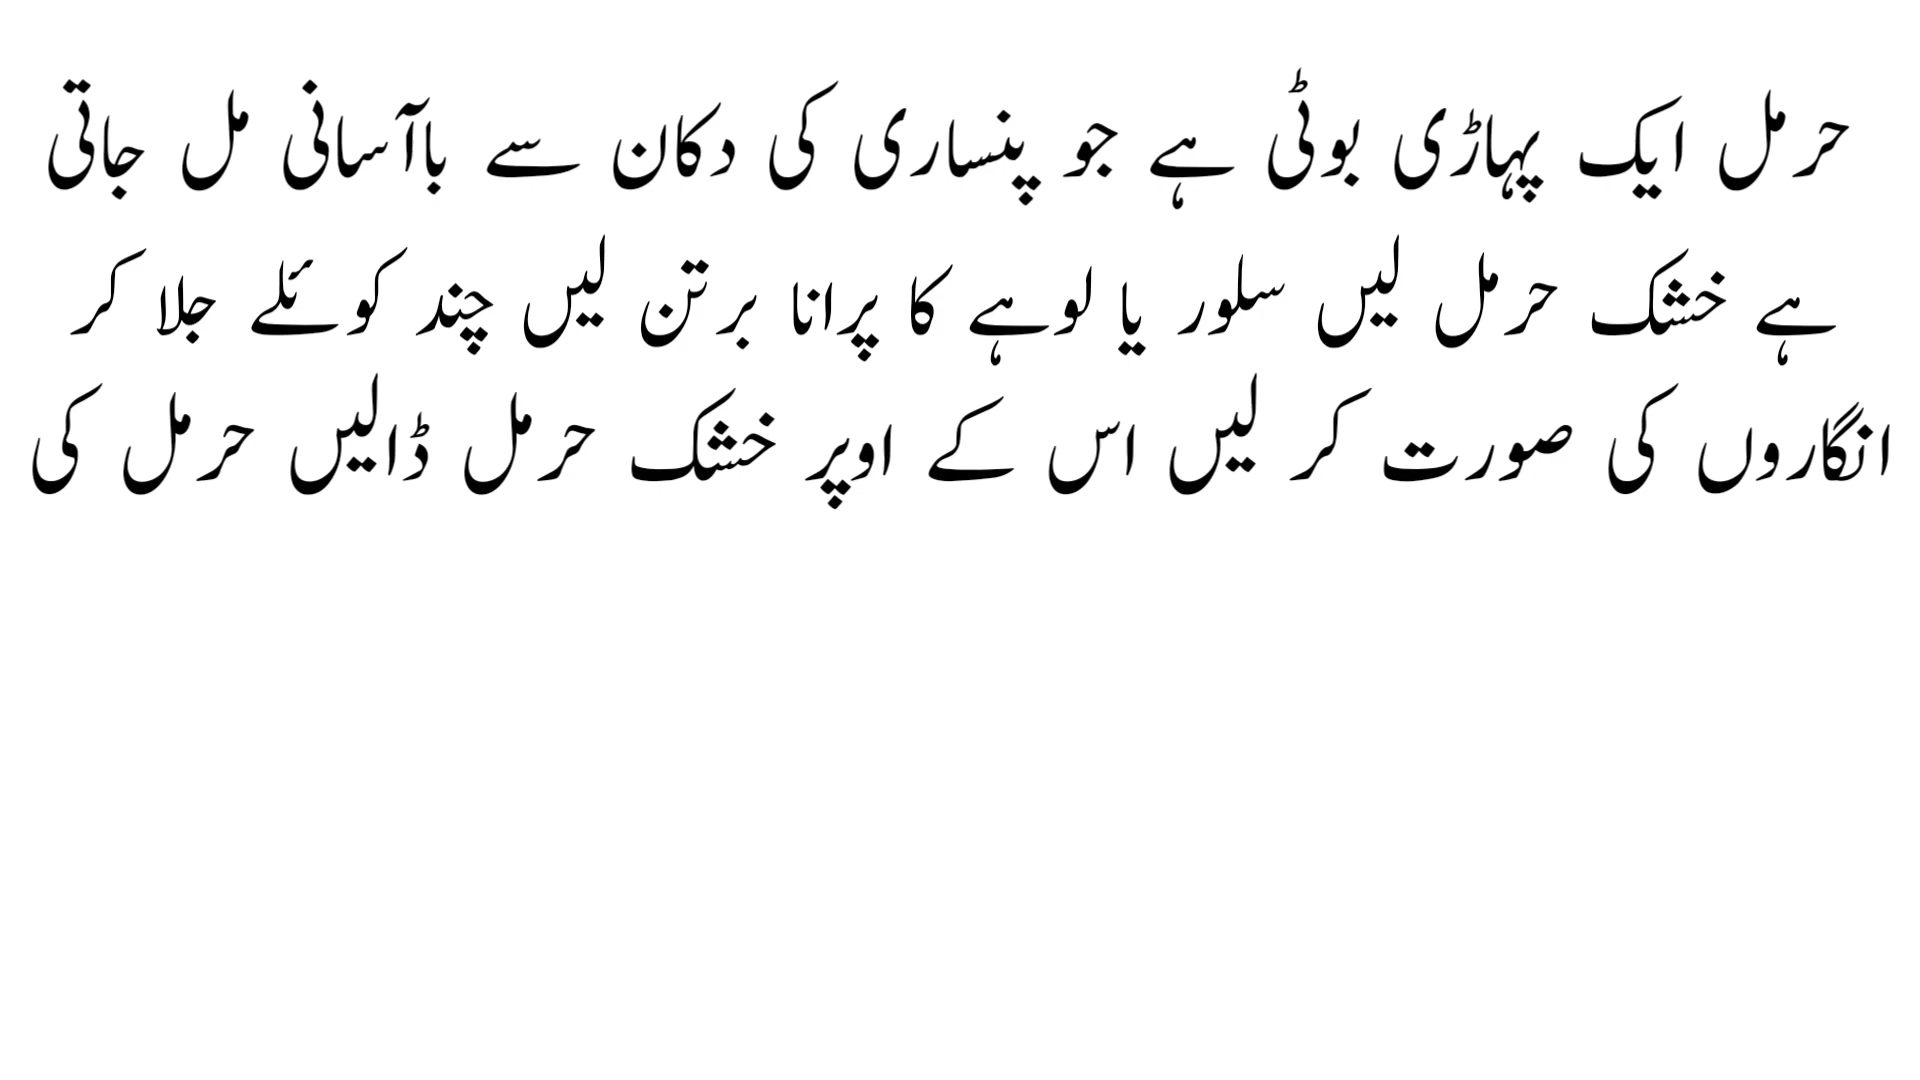 حرمل ایک پہاڑی بوٹی ہے جو پنساری کی دکان سے باآسانی مل جاتی
ہے خشک حرمل لیں سلور یا لوہے کا پرانا برتن لیں چند کوئلے جلا کر
انگاروں کی صورت کر لیں اس کے اوپر خشک حرمل ڈالیں حرمل کی